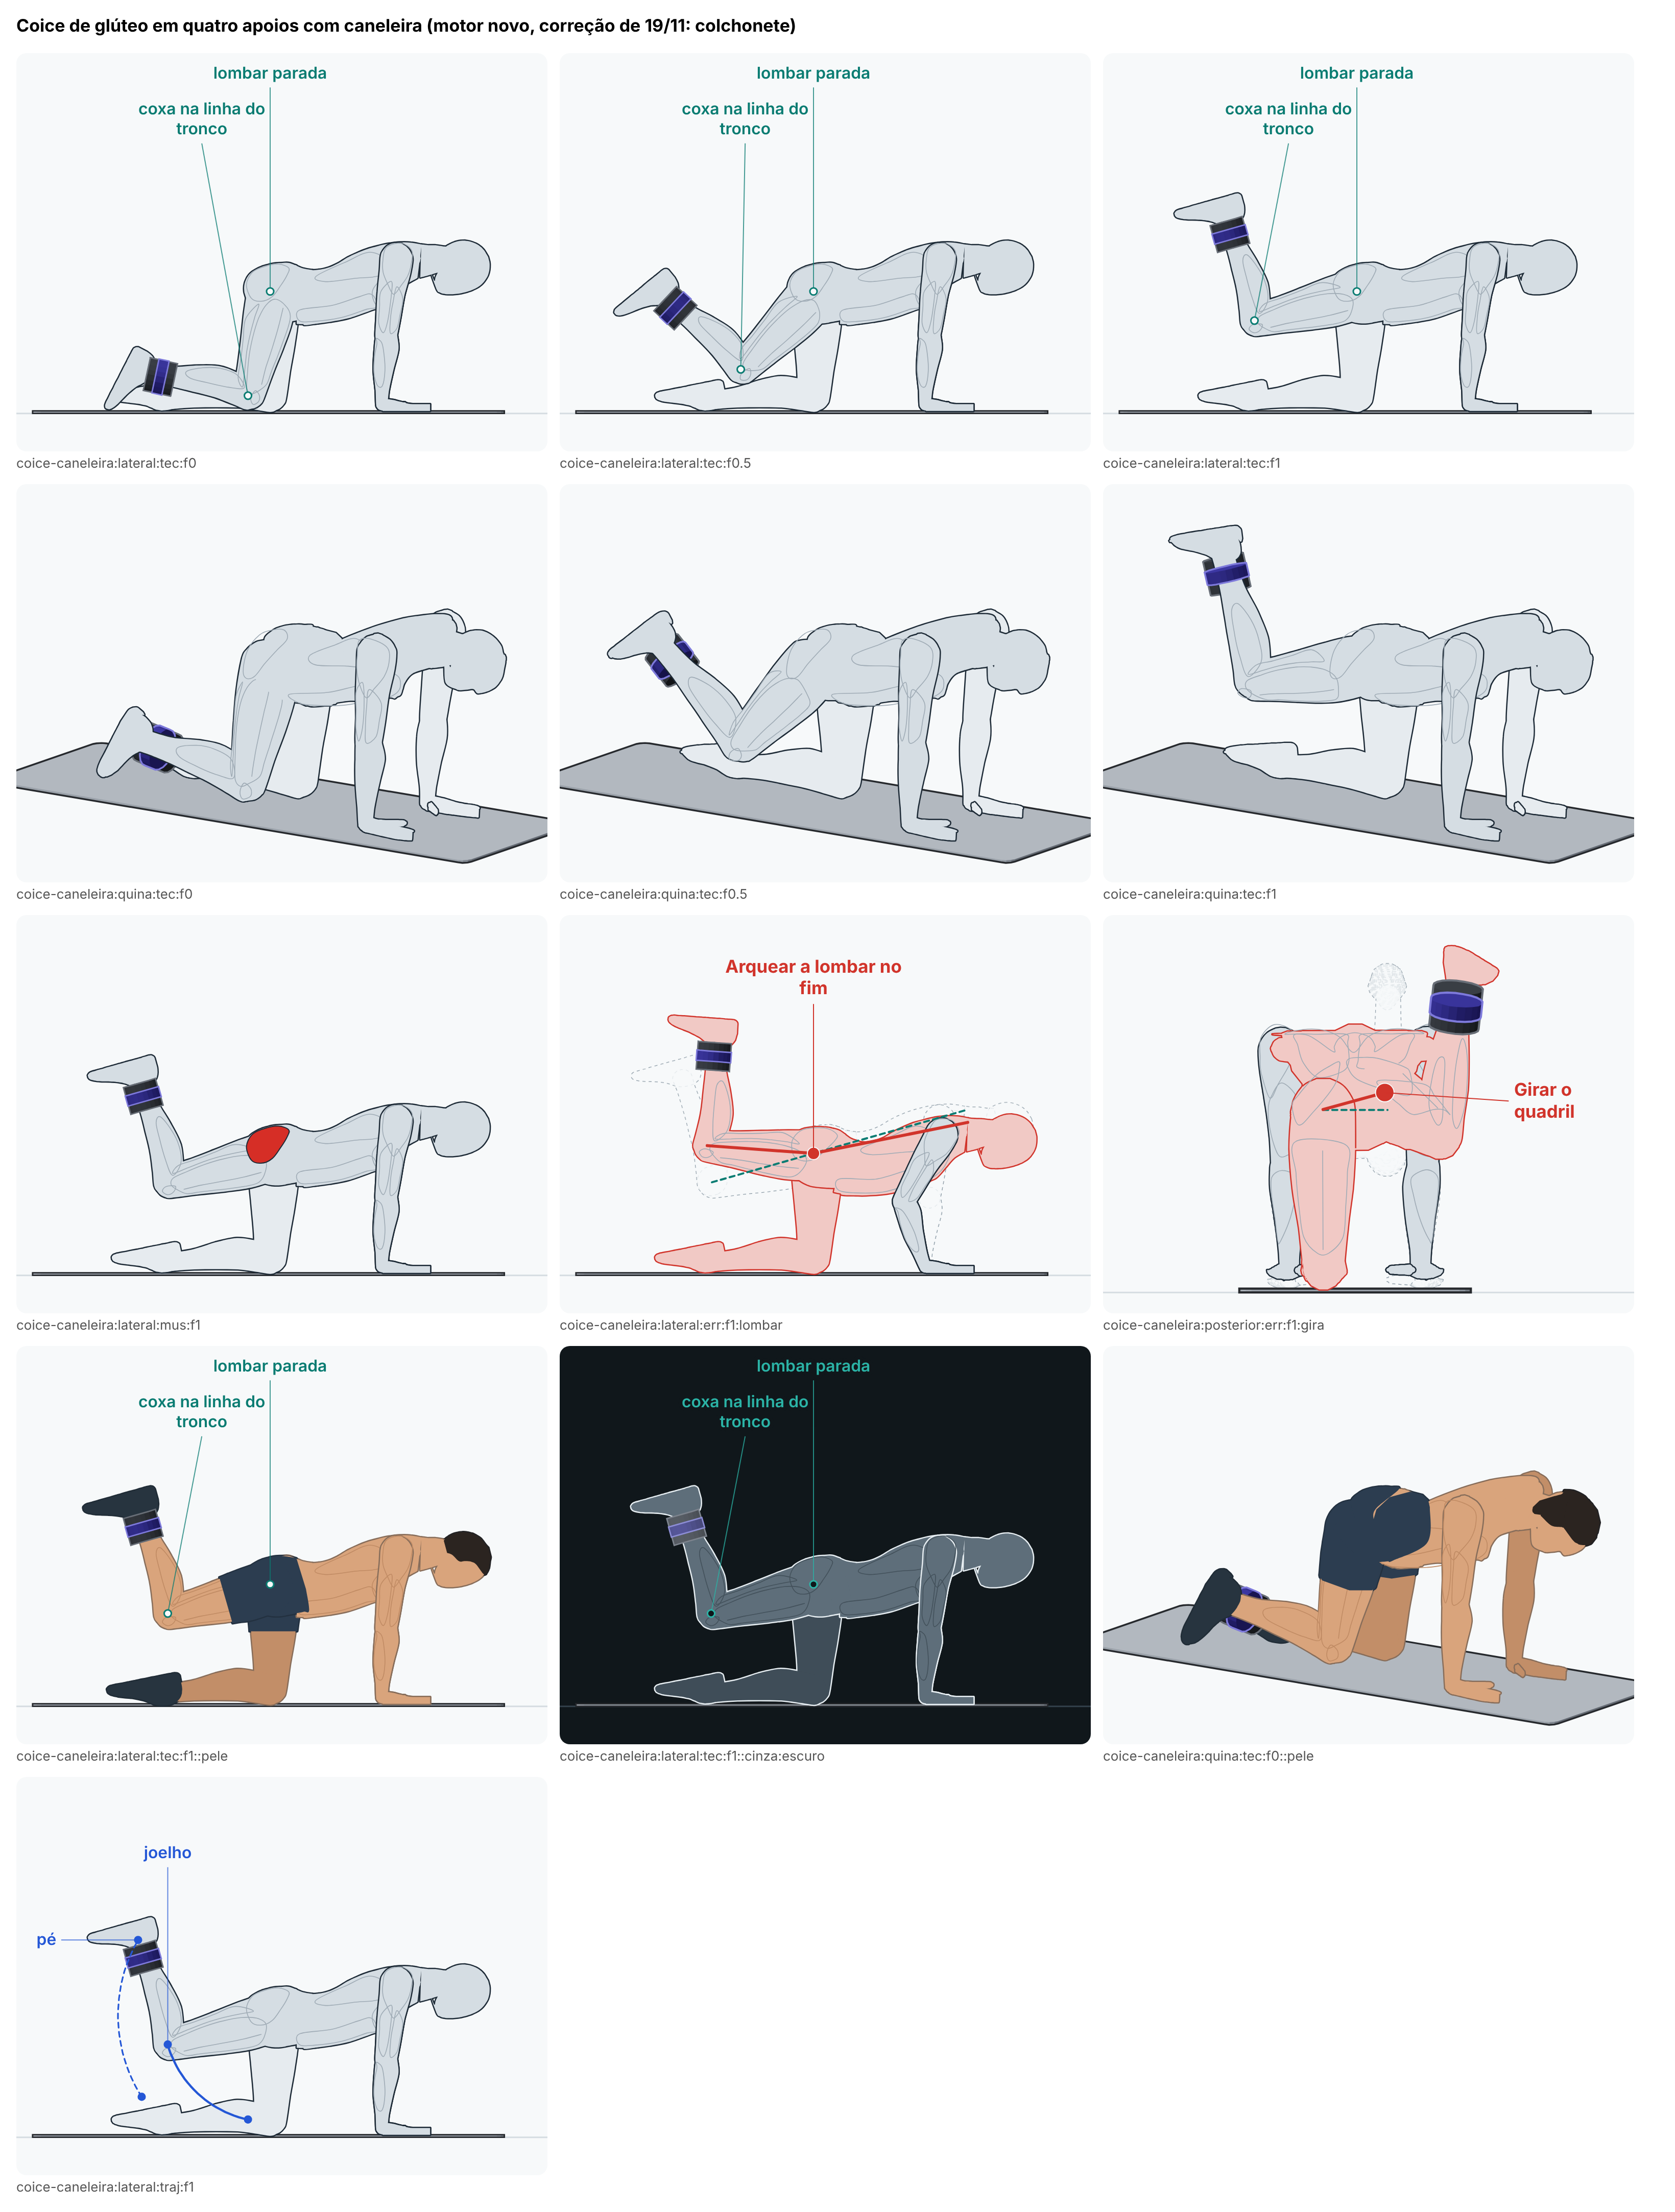 Coice de glúteo em quatro apoios com caneleira (motor novo, correção de 19/11: colchonete)
lombar parada
coxa na linha do
tronco
coice-caneleira:lateral:tec:f0
lombar parada
coxa na linha do
tronco
coice-caneleira:lateral:tec:f0.5
lombar parada
coxa na linha do
tronco
coice-caneleira:lateral:tec:f1
coice-caneleira:quina:tec:f0
coice-caneleira:quina:tec:f0.5
coice-caneleira:quina:tec:f1
coice-caneleira:lateral:mus:f1
Arquear a lombar no
fim
coice-caneleira:lateral:err:f1:lombar
Girar o
quadril
coice-caneleira:posterior:err:f1:gira
lombar parada
coxa na linha do
tronco
coice-caneleira:lateral:tec:f1::pele
lombar parada
coxa na linha do
tronco
coice-caneleira:lateral:tec:f1::cinza:escuro
coice-caneleira:quina:tec:f0::pele
joelho
pé
coice-caneleira:lateral:traj:f1